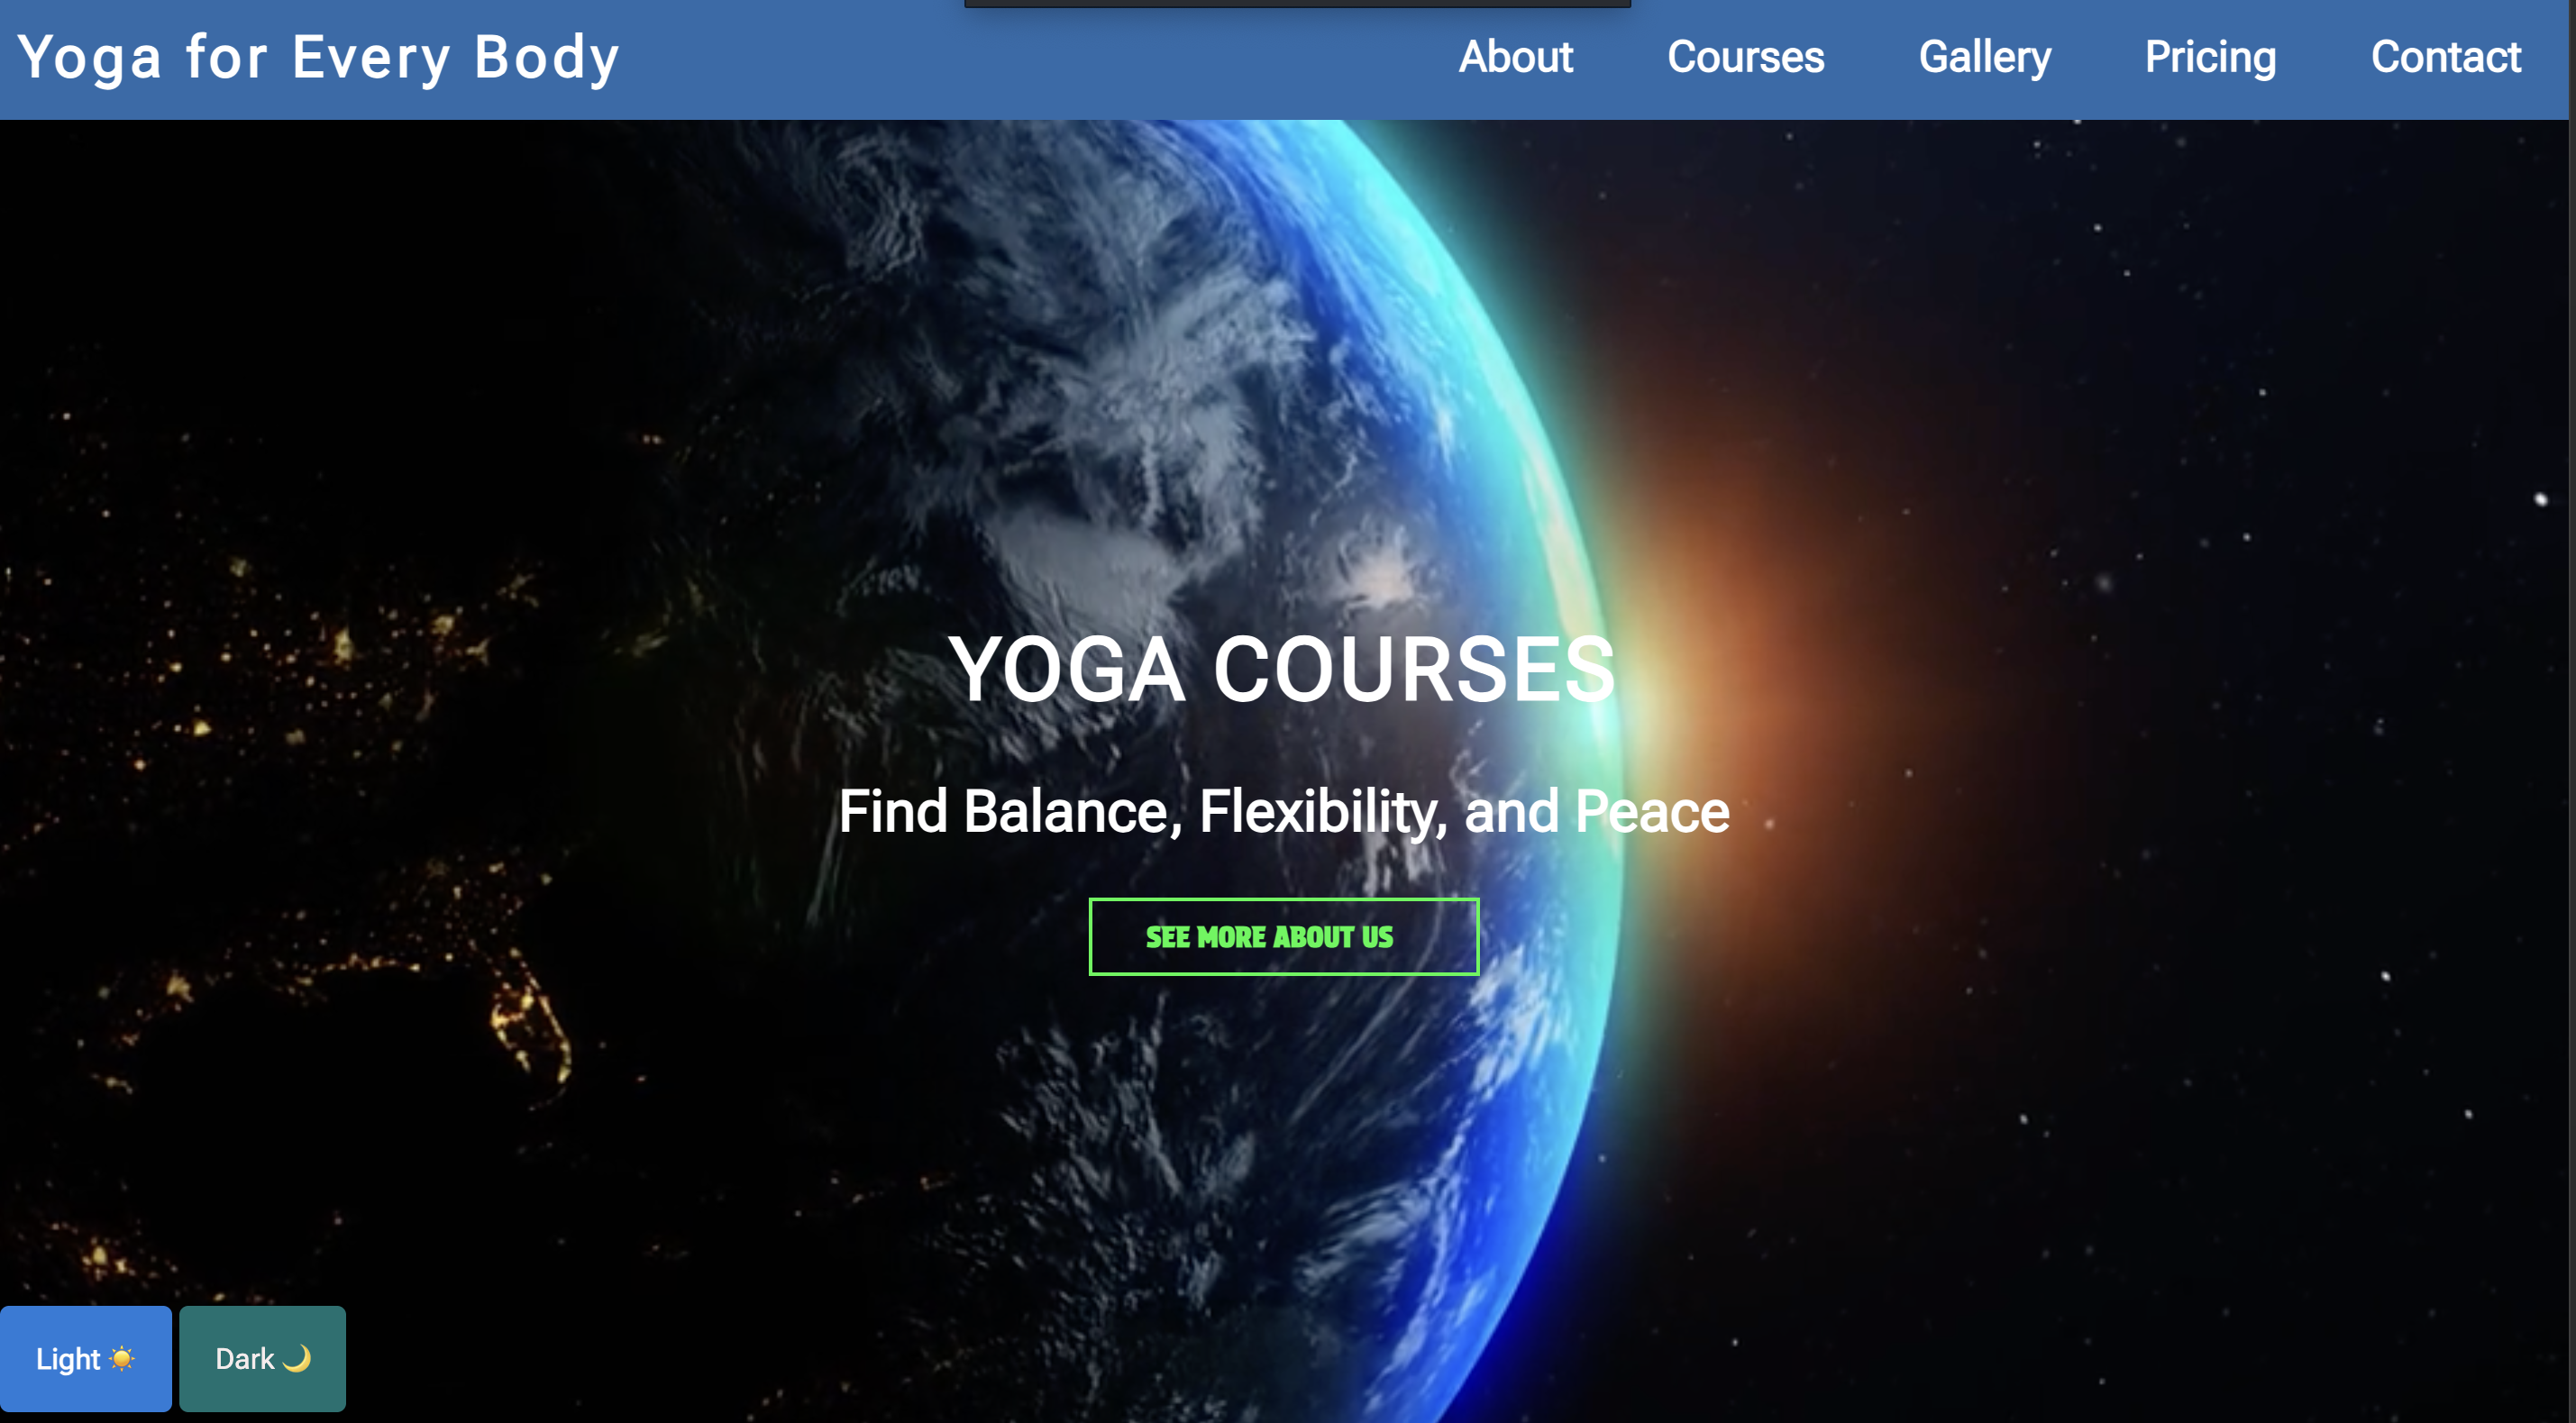 Yoga for Every Body
About Courses Gallery Pricing Contact
YOGA COURSES
Find Balance, Flexibility, and Peace
SEE MORE ABOUT US
Light ☀️
Dark 🌙